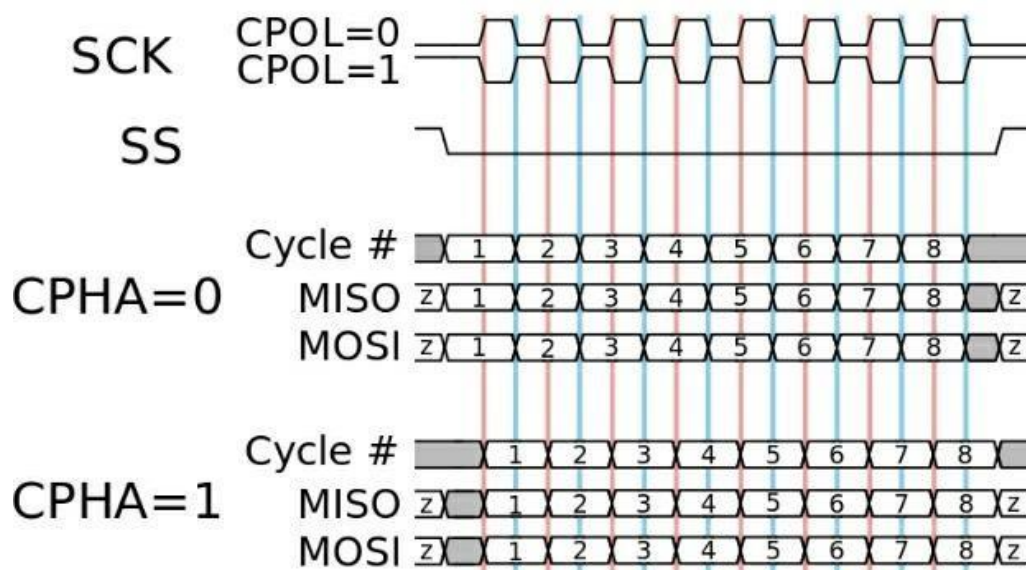 SCK
CPOL=0
CPOL=1
SS
Cycle # 1 2 3 4 5 6 7 8
CPHA=0
MISO z 1 2 3 4 5 6 7 8 z
MOSI z 1 2 3 4 5 6 7 8 z
Cycle # 1 2 3 4 5 6 7 8
CPHA=1
MISO z 1 2 3 4 5 6 7 8 z
MOSI z 1 2 3 4 5 6 7 8 z